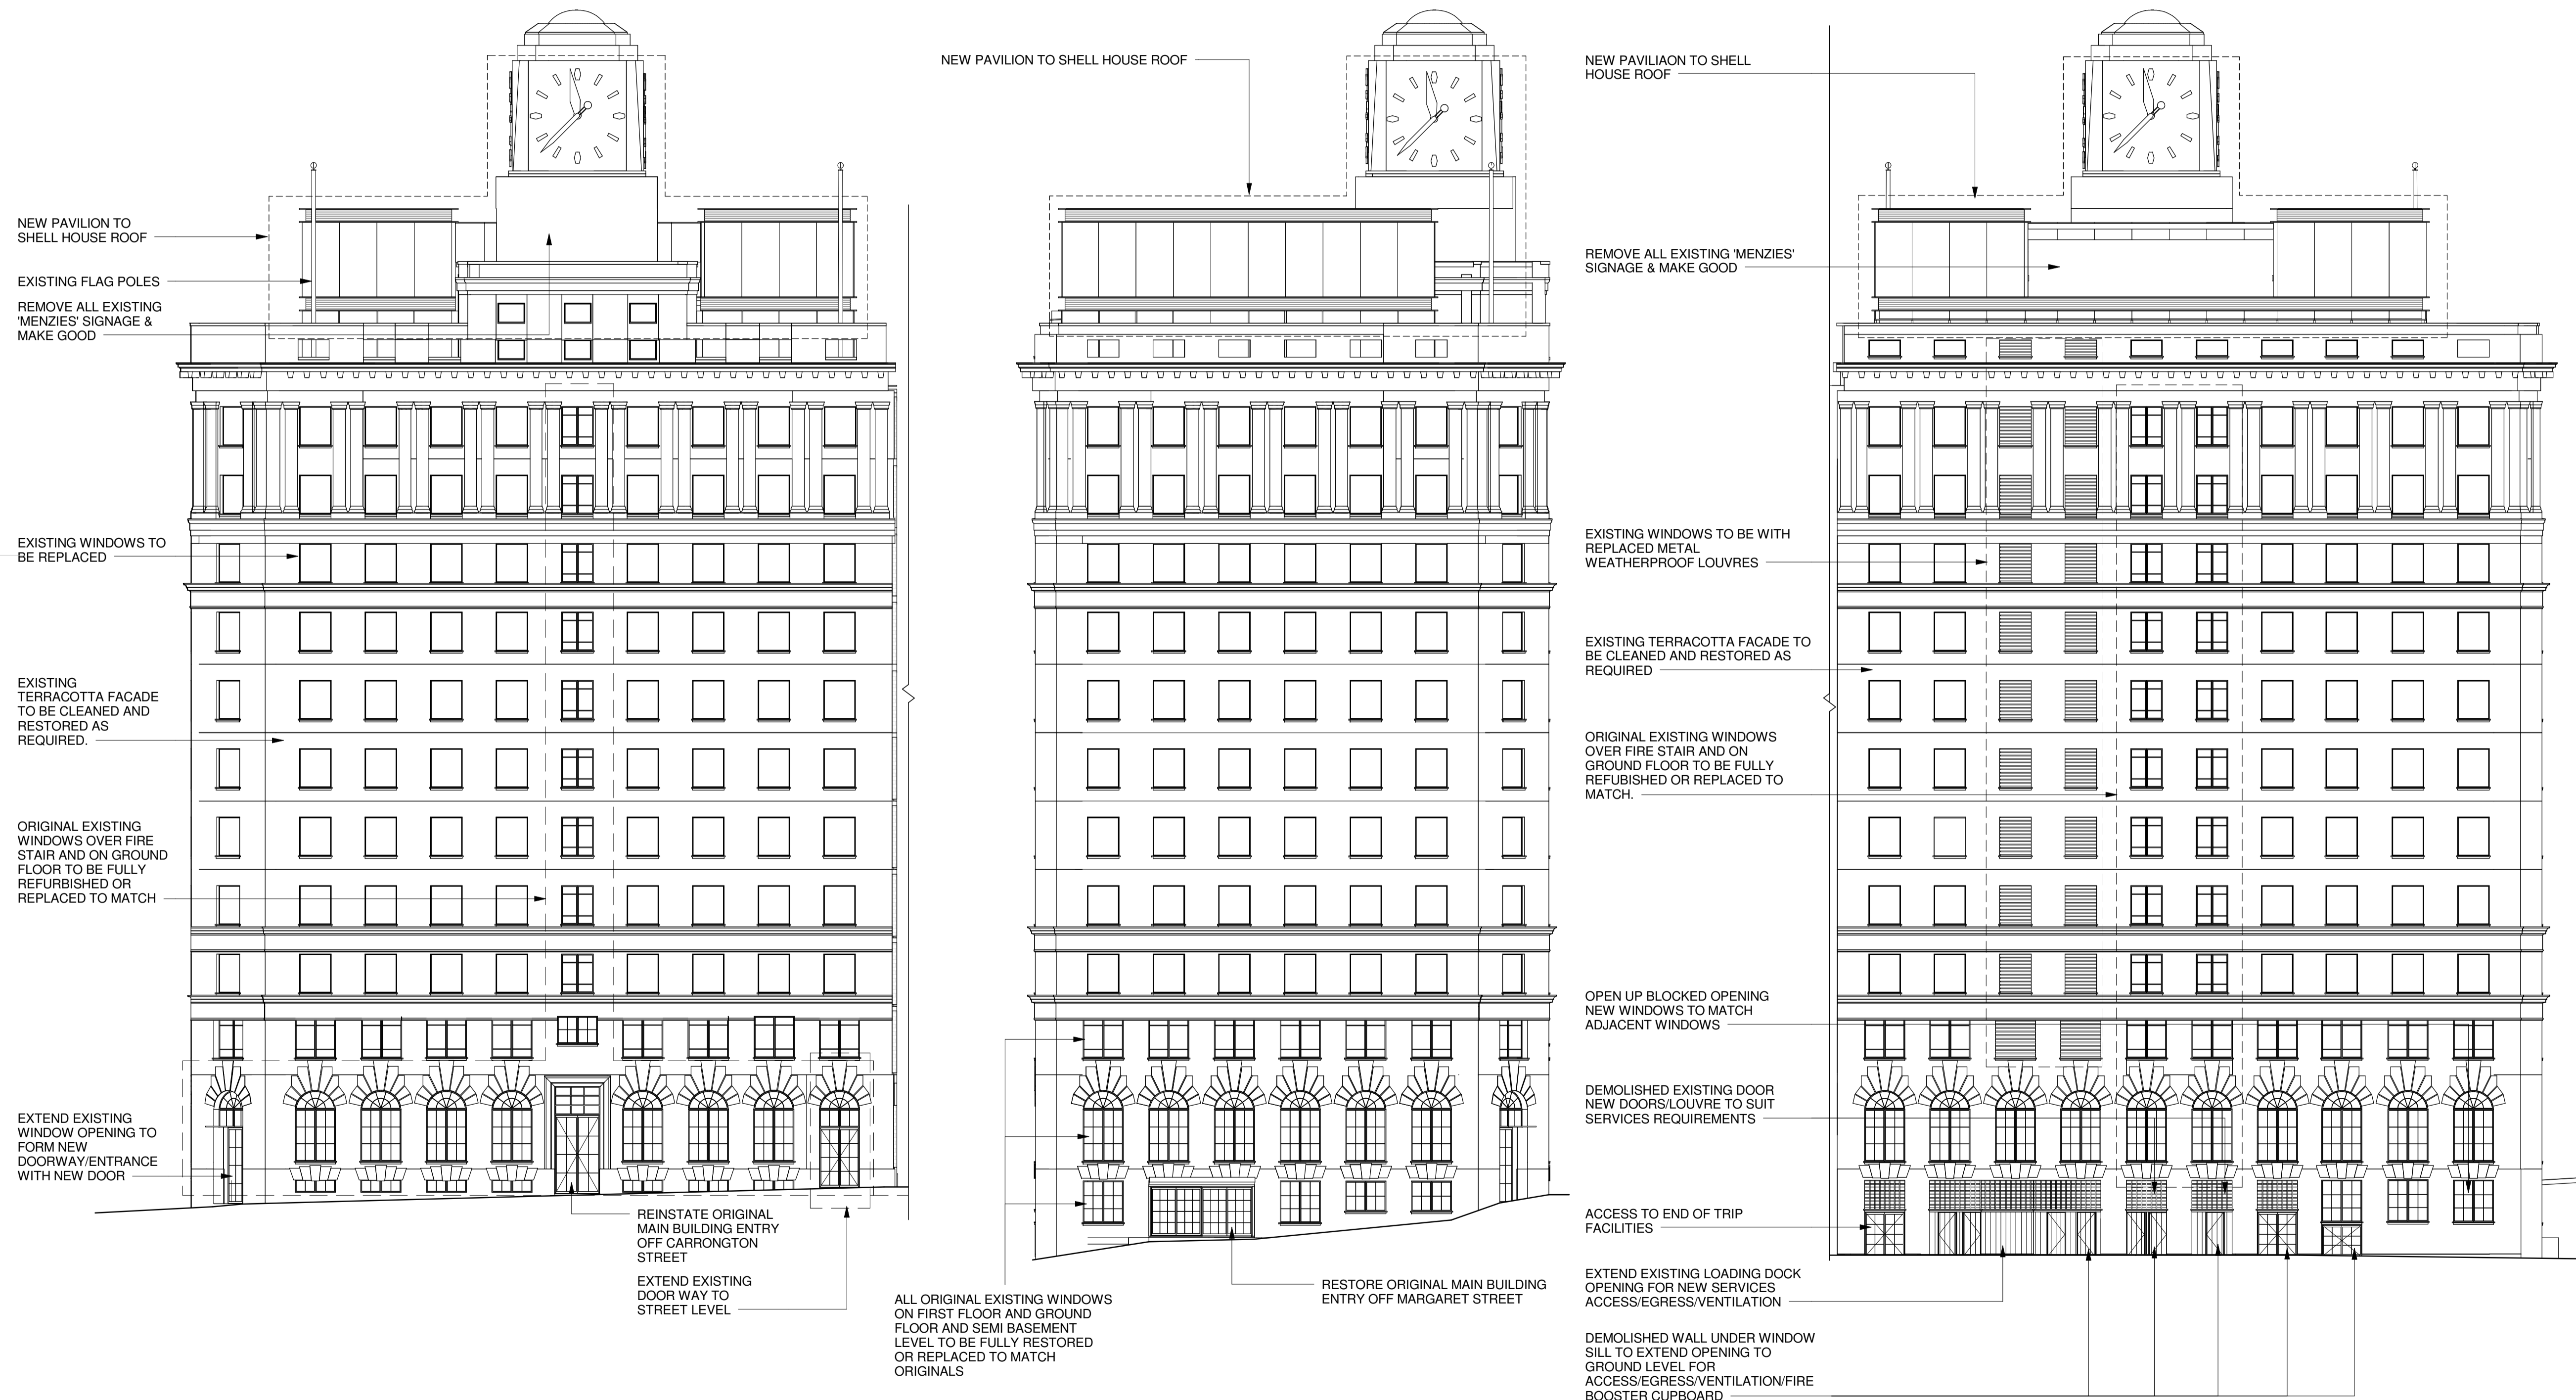 NEW PAVILION TO
SHELL HOUSE ROOF
EXISTING FLAG POLES
REMOVE ALL EXISTING
'MENZIES' SIGNAGE &
MAKE GOOD
EXISTING WINDOWS TO
BE REPLACED
EXISTING
TERRACOTTA FACADE
TO BE CLEANED AND
RESTORED AS
REQUIRED.
ORIGINAL EXISTING
WINDOWS OVER FIRE
STAIR AND ON GROUND
FLOOR TO BE FULLY
REFURBISHED OR
REPLACED TO MATCH
EXTEND EXISTING
WINDOW OPENING TO
FORM NEW
DOORWAY/ENTRANCE
WITH NEW DOOR
REINSTATE ORIGINAL
MAIN BUILDING ENTRY
OFF CARRONGTON
STREET
EXTEND EXISTING
DOOR WAY TO
STREET LEVEL
NEW PAVILION TO SHELL HOUSE ROOF
ALL ORIGINAL EXISTING WINDOWS
ON FIRST FLOOR AND GROUND
FLOOR AND SEMI BASEMENT
LEVEL TO BE FULLY RESTORED
OR REPLACED TO MATCH
ORIGINALS
RESTORE ORIGINAL MAIN BUILDING
ENTRY OFF MARGARET STREET
NEW PAVILIAON TO SHELL
HOUSE ROOF
REMOVE ALL EXISTING 'MENZIES'
SIGNAGE & MAKE GOOD
EXISTING WINDOWS TO BE WITH
REPLACED METAL
WEATHERPROOF LOUVRES
EXISTING TERRACOTTA FACADE TO
BE CLEANED AND RESTORED AS
REQUIRED
ORIGINAL EXISTING WINDOWS
OVER FIRE STAIR AND ON
GROUND FLOOR TO BE FULLY
REFUBISHED OR REPLACED TO
MATCH.
OPEN UP BLOCKED OPENING
NEW WINDOWS TO MATCH
ADJACENT WINDOWS
DEMOLISHED EXISTING DOOR
NEW DOORS/LOUVRE TO SUIT
SERVICES REQUIREMENTS
ACCESS TO END OF TRIP
FACILITIES
EXTEND EXISTING LOADING DOCK
OPENING FOR NEW SERVICES
ACCESS/EGRESS/VENTILATION
DEMOLISHED WALL UNDER WINDOW
SILL TO EXTEND OPENING TO
GROUND LEVEL FOR
ACCESS/EGRESS/VENTILATION/FIRE
BOOSTER CUPBOARD